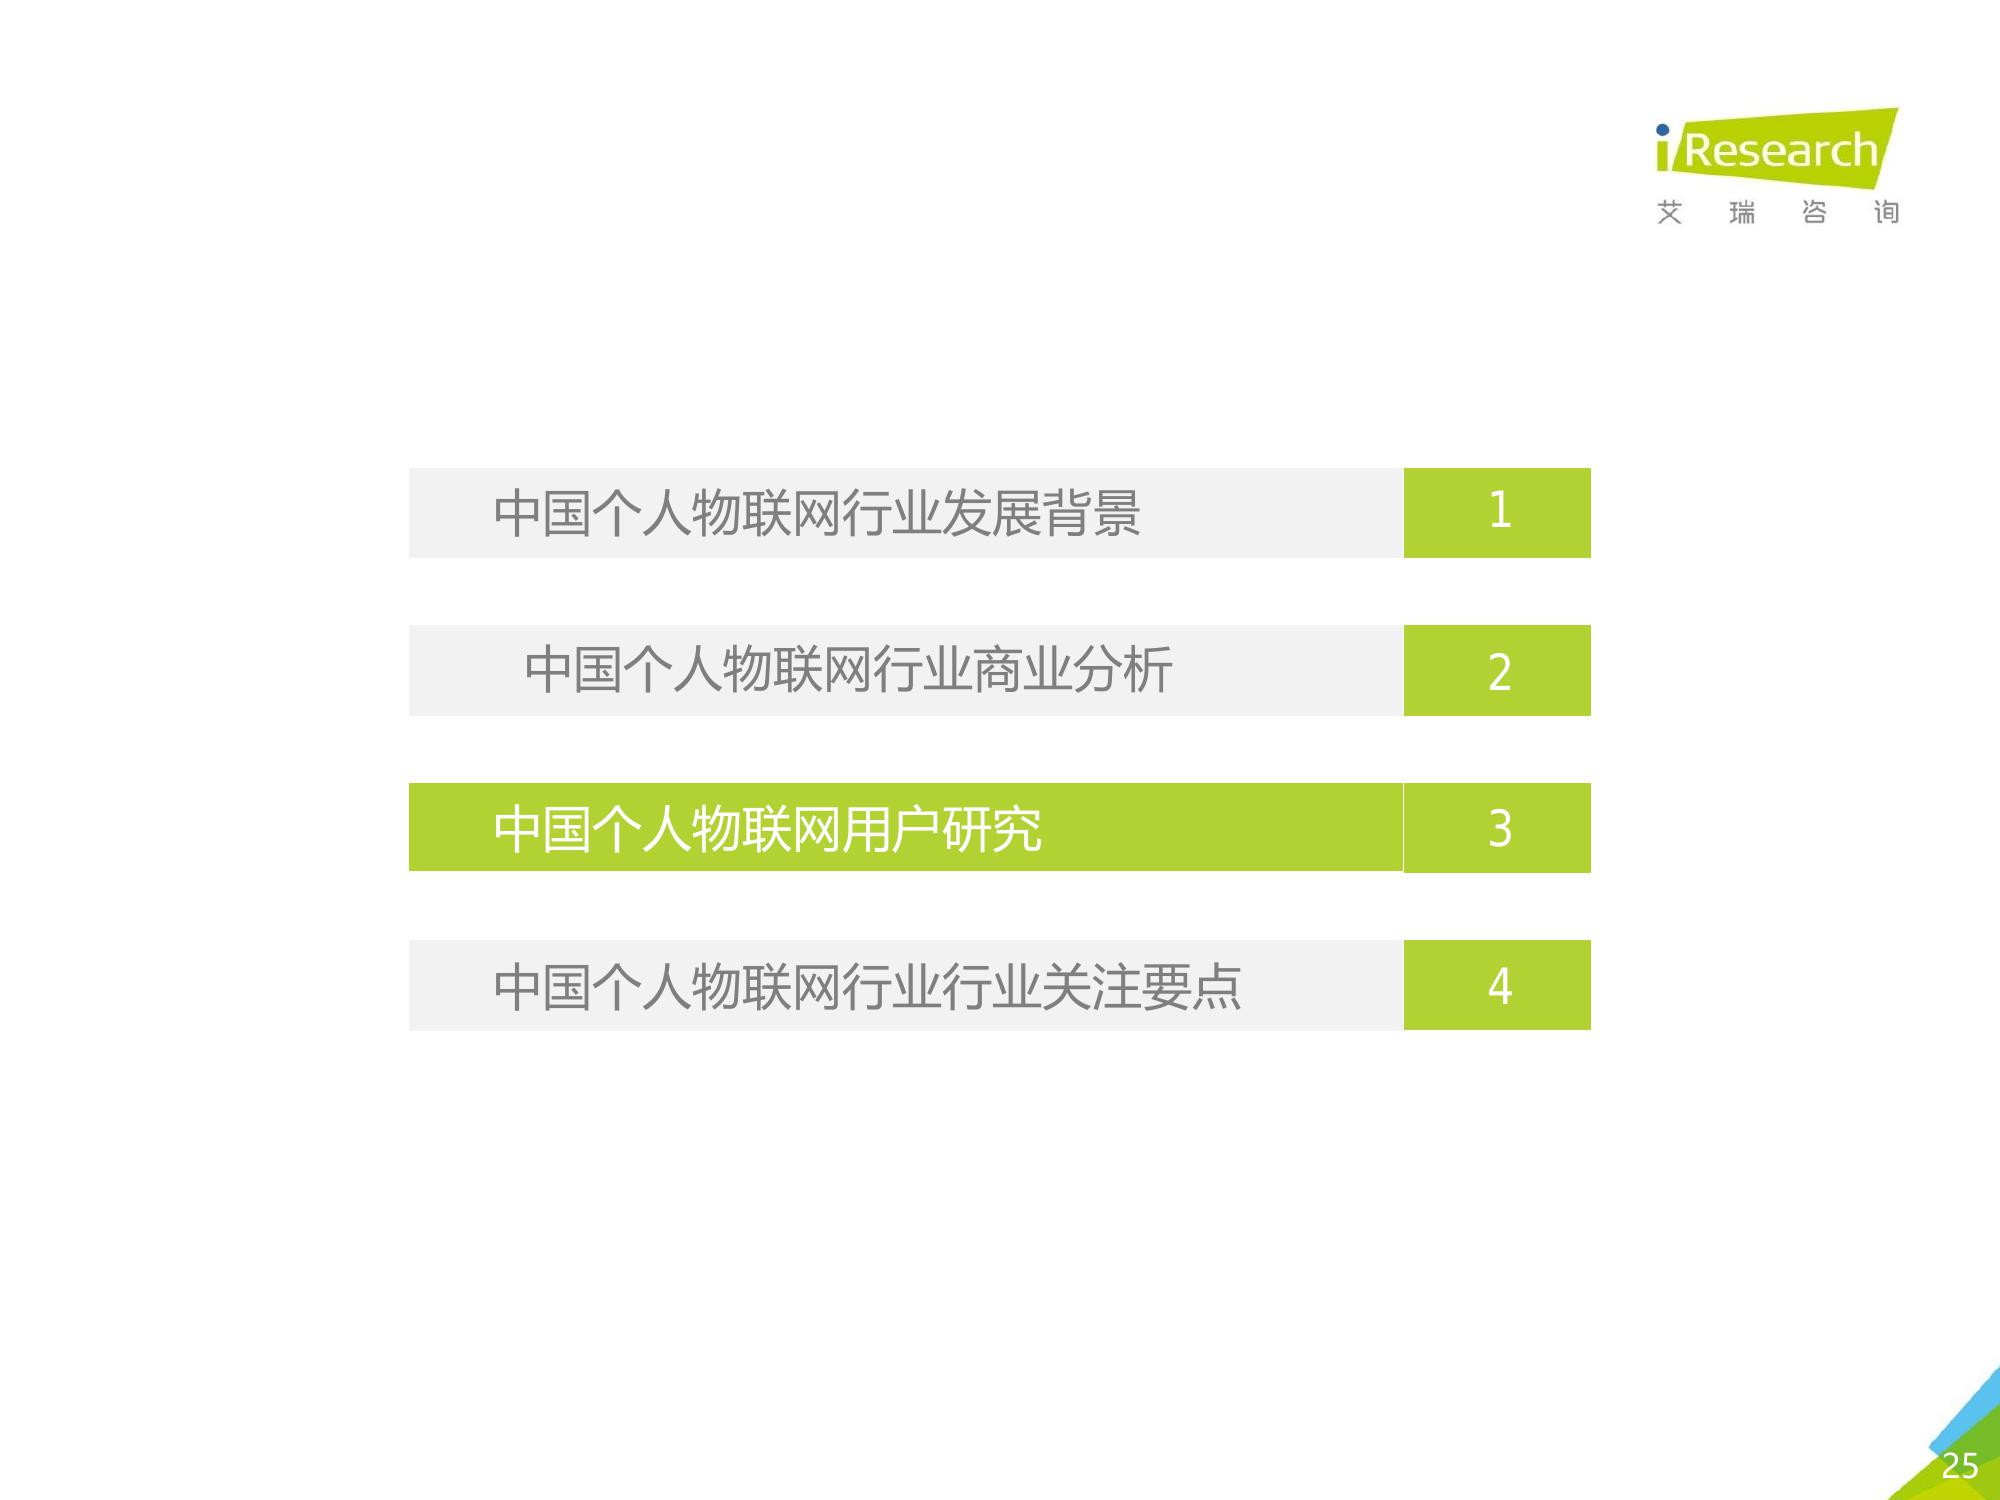 iResearch
艾瑞咨询
中国个人物联网行业发展背景 1
中国个人物联网行业商业分析 2
中国个人物联网用户研究 3
中国个人物联网行业行业关注要点 4
25